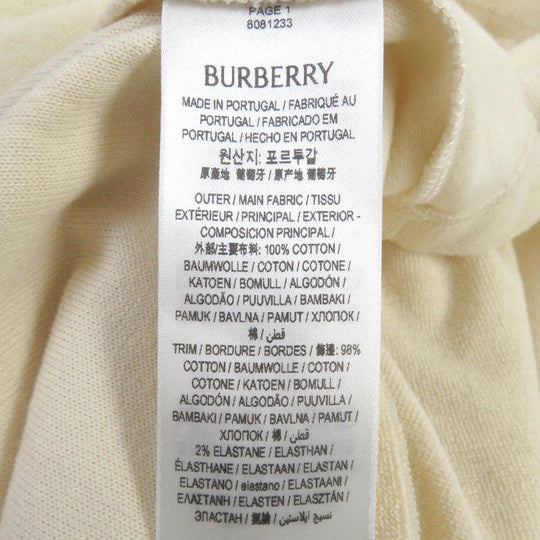 PAGE 1
8081233
BURBERRY
MADE IN PORTUGAL / FABRIQUÉ AU
PORTUGAL / FABRICADO EM
PORTUGAL / HECHO EN PORTUGAL
원산지: 포르투갈
原産地 葡萄牙 / 原产地 葡萄牙
OUTER / MAIN FABRIC / TISSU
EXTÉRIEUR / PRINCIPAL / EXTERIOR -
COMPOSICION PRINCIPAL /
外部/主要布料: 100% COTTON /
BAUMWOLLE / COTON / COTONE /
KATOEN / BOMULL / ALGODÓN /
ALGODÃO / PUUVILLA / BAMBAKI /
PAMUK / BAVLNA / PAMUT / ХЛОПОК /
棉 / قطن /
TRIM / BORDURE / BORDES / 飾邊: 98%
COTTON / BAUMWOLLE / COTON /
COTONE / KATOEN / BOMULL /
ALGODÓN / ALGODÃO / PUUVILLA /
BAMBAKI / PAMUK / BAVLNA / PAMUT /
ХЛОПОК / 棉 / قطن /
2% ELASTANE / ELASTHAN /
ÉLASTHANE / ELASTAAN / ELASTAN /
ELASTANO / elastano / ELASTAANI /
ΕΛΑΣΤΑΝΗ / ELASTEN / ELASZTÁN /
ЭЛАСТАН / 氨綸 / نسيج إيلاستين /